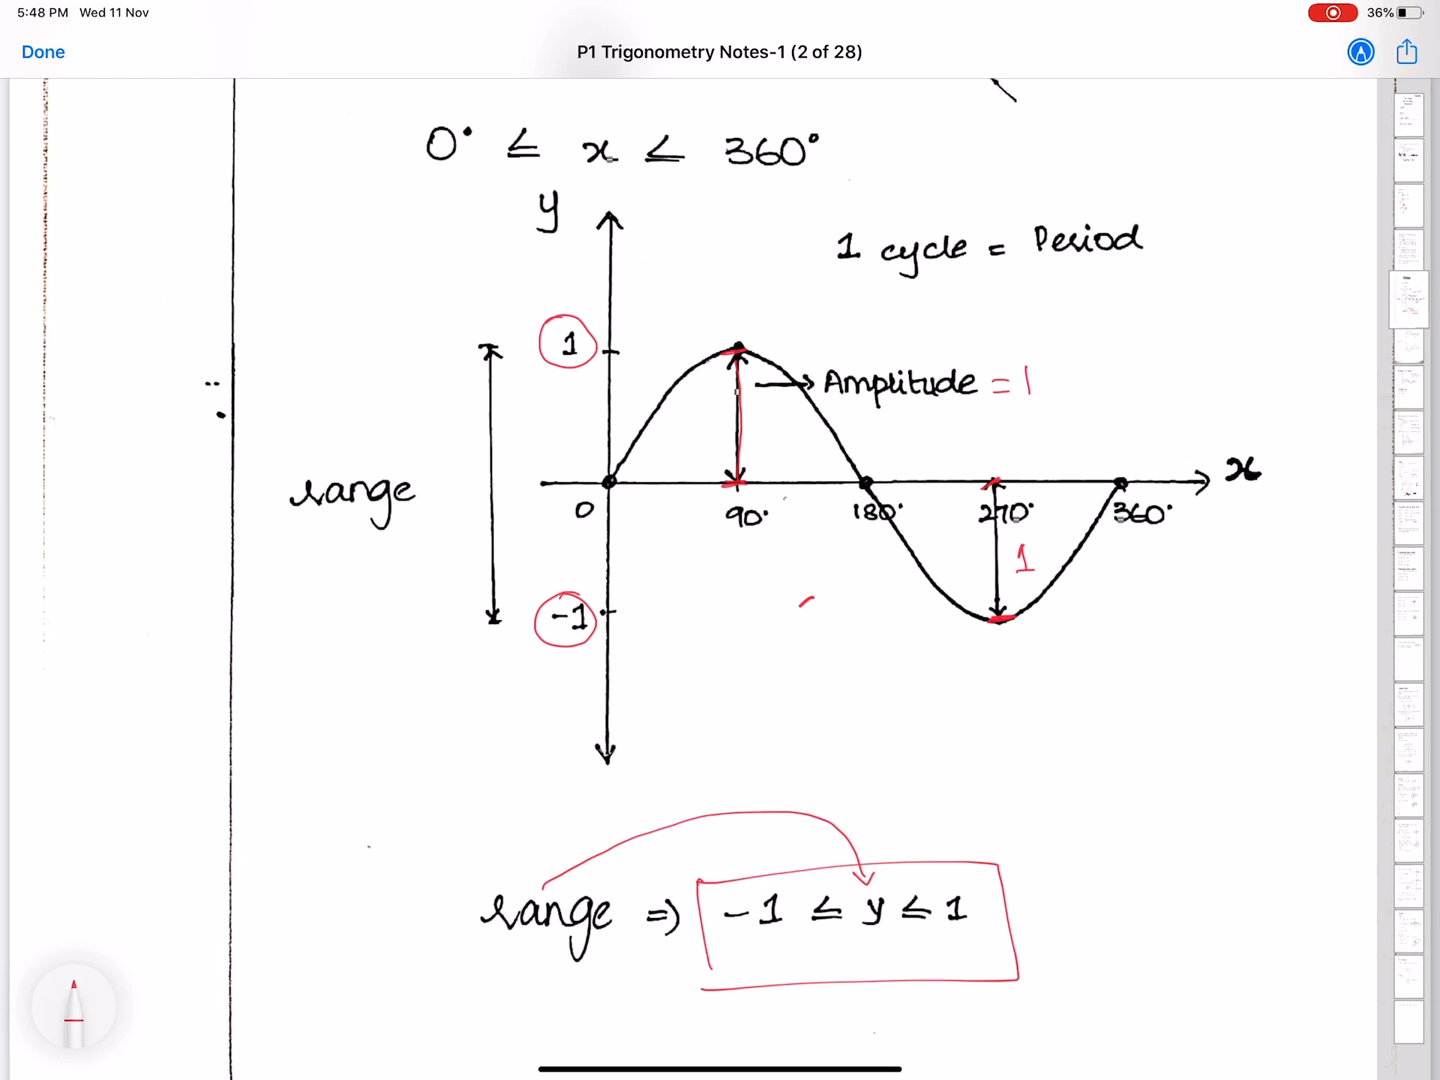 5:48 PM Wed 11 Nov
36%
Done
P1 Trigonometry Notes-1 (2 of 28)
0° ≤ x ≤ 360°
y
1 cycle = Period
1
Amplitude = 1
range
x
0
90°
180°
270°
360°
1
-1
range ⇒ -1 ≤ y ≤ 1